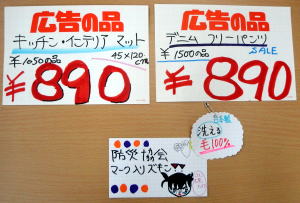 広告の品
キッチン・インテリア マット
¥1050の品
45×120cm
¥890
広告の品
デニム フリーパンツ
¥1500の品
SALE
¥890
洗える
毛100%
防災協会
マーク入リズキン